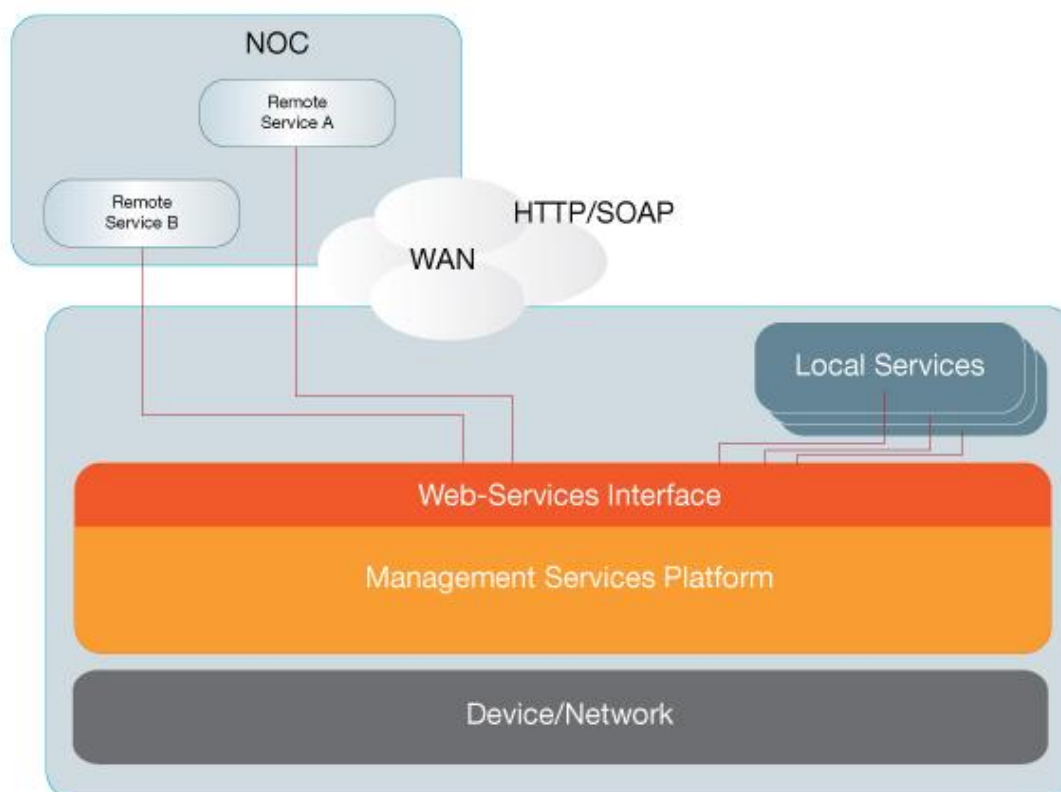 NOC
Remote
Service A
Remote
Service B
HTTP/SOAP
WAN
Local Services
Web-Services Interface
Management Services Platform
Device/Network